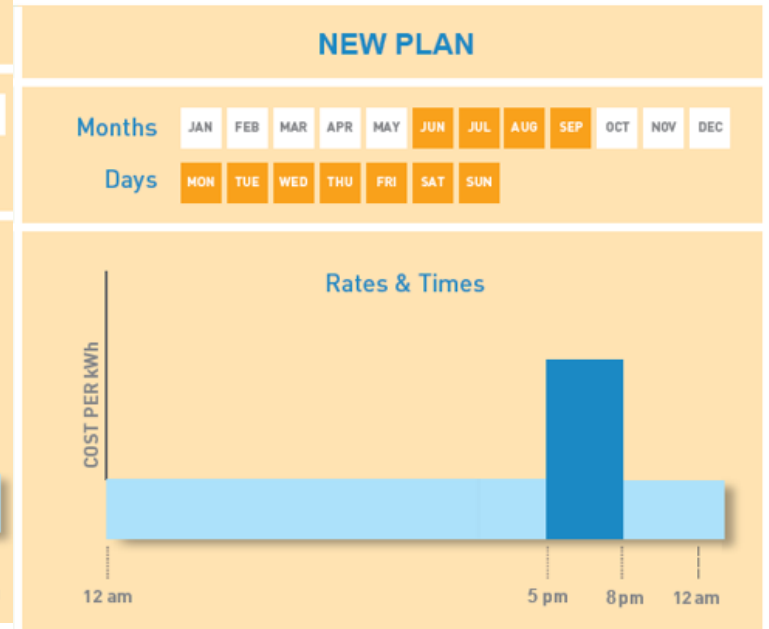 NEW PLAN
Months JAN FEB MAR APR MAY JUN JUL AUG SEP OCT NOV DEC
Days MON TUE WED THU FRI SAT SUN
Rates & Times
COST PER kWh
12 am 5 pm 8pm 12 am